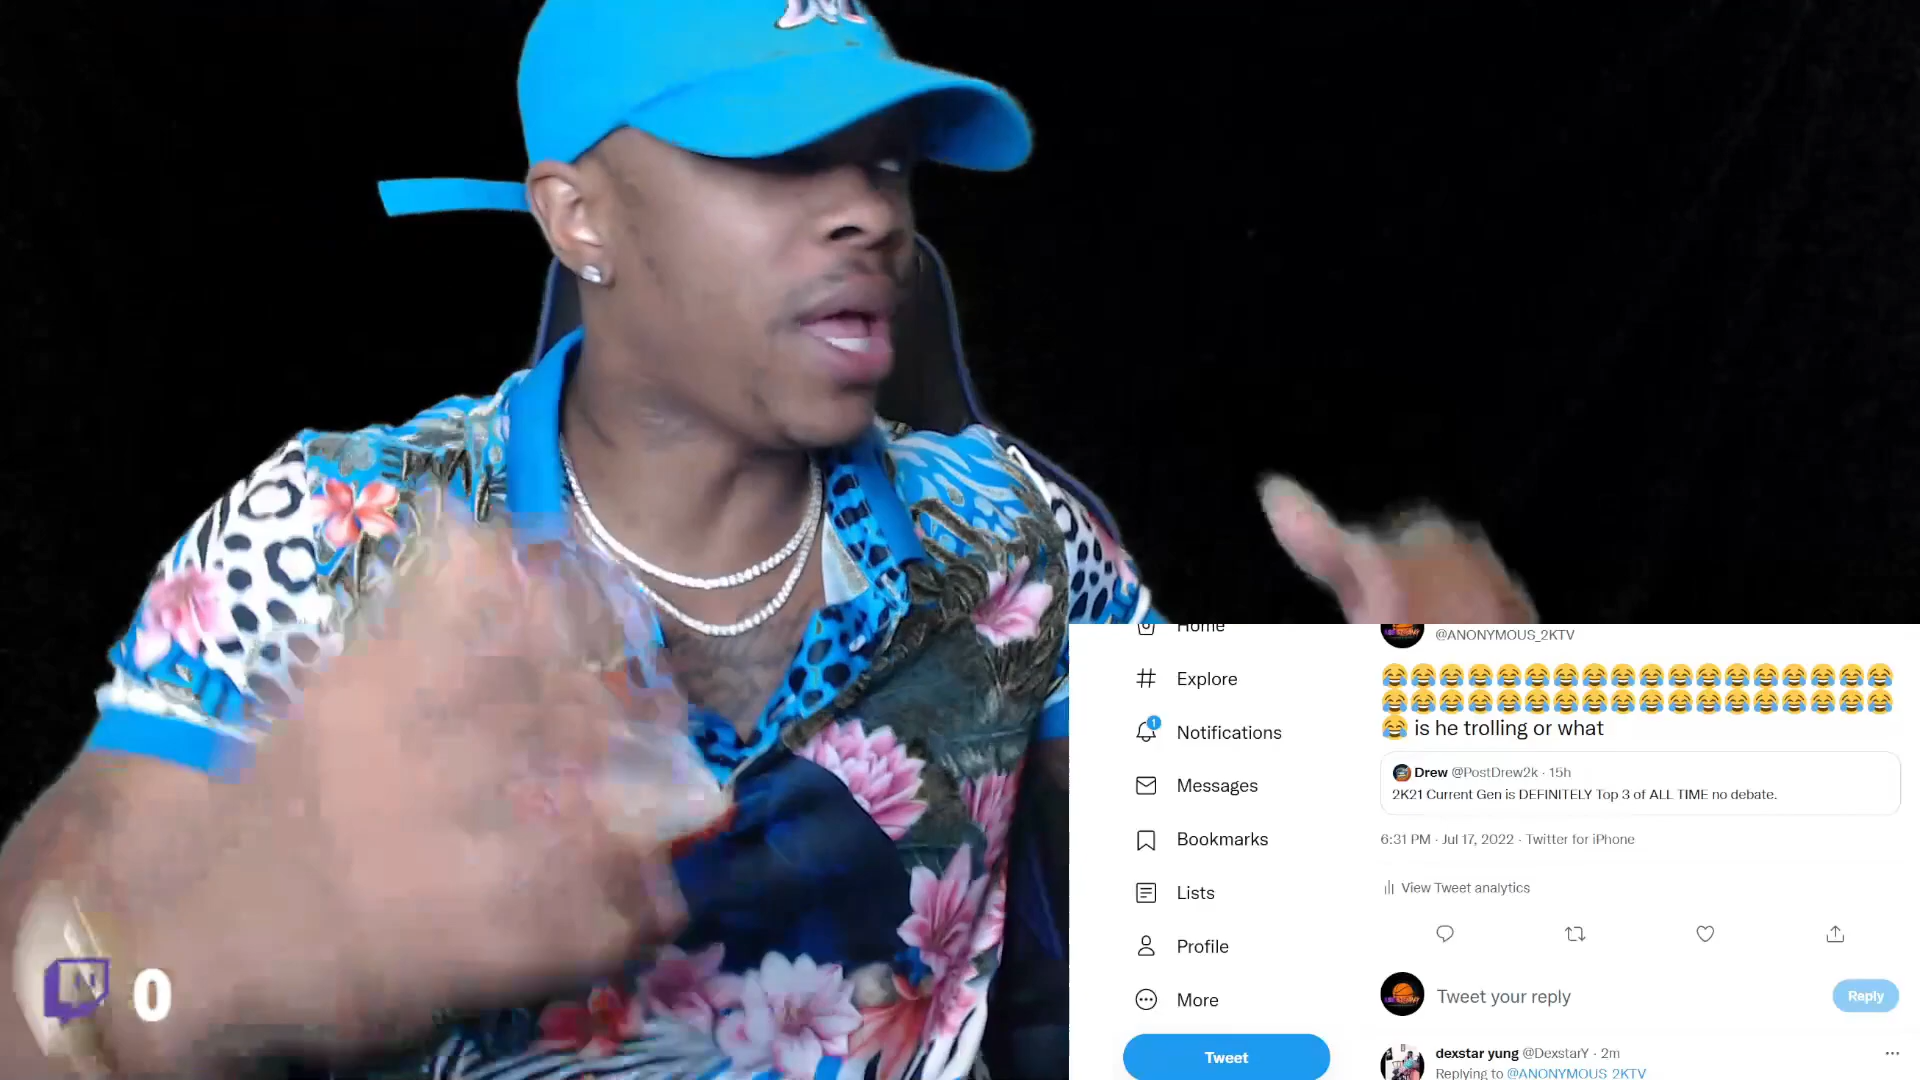 Home
Explore
1
Notifications
Messages
Bookmarks
Lists
Profile
More
Tweet
@ANONYMOUS_2KTV
😂😂😂😂😂😂😂😂😂😂😂😂😂😂😂😂😂😂
😂😂😂😂😂😂😂😂😂😂😂😂😂😂😂😂😂😂
😂 is he trolling or what
Drew @PostDrew2k · 15h
2K21 Current Gen is DEFINITELY Top 3 of ALL TIME no debate.
6:31 PM · Jul 17, 2022 · Twitter for iPhone
View Tweet analytics
Tweet your reply
Reply
dexstar yung @DexstarY · 2m
Replying to @ANONYMOUS_2KTV
0